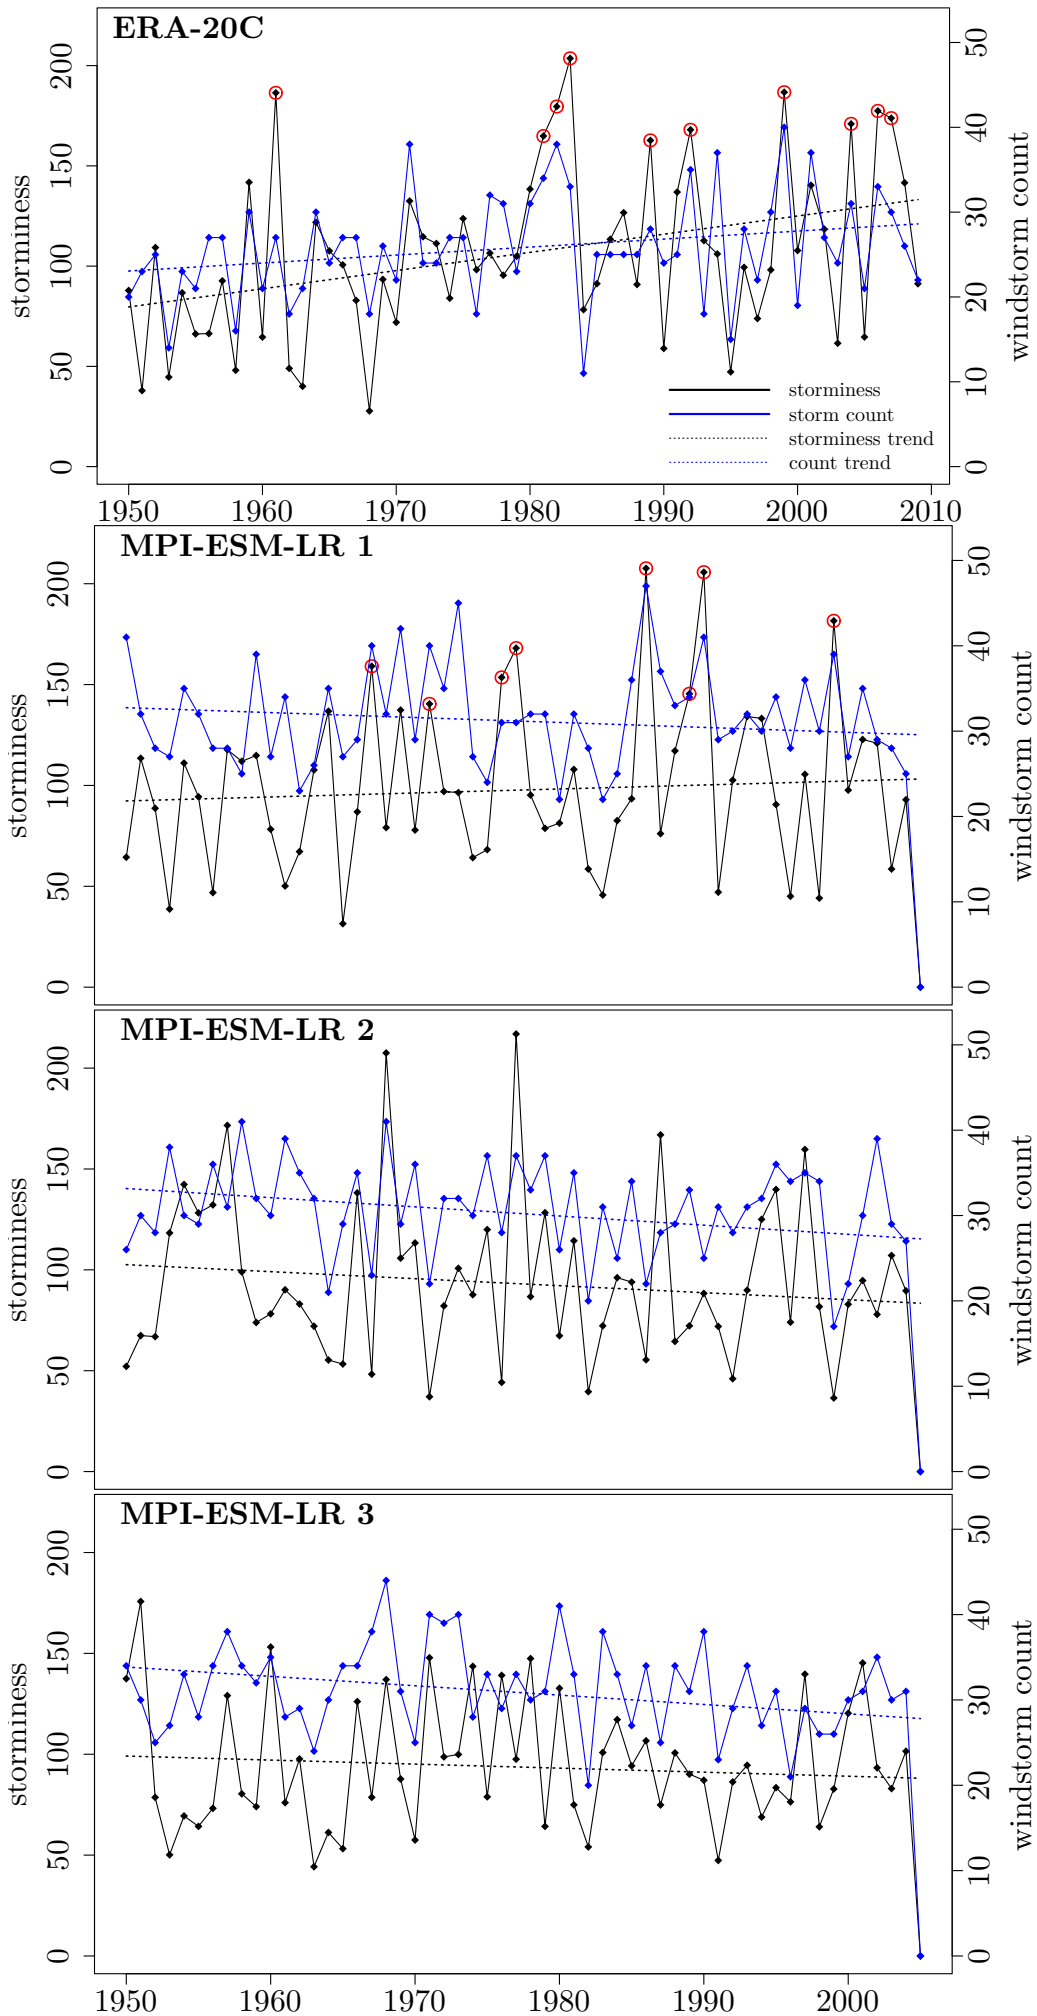 ERA-20C
storminess
0 50 100 150 200
windstorm count
0 10 20 30 40 50
storminess
storm count
storminess trend
count trend
1950 1960 1970 1980 1990 2000 2010
MPI-ESM-LR 1
storminess
0 50 100 150 200
windstorm count
0 10 20 30 40 50
MPI-ESM-LR 2
storminess
0 50 100 150 200
windstorm count
0 10 20 30 40 50
MPI-ESM-LR 3
storminess
0 50 100 150 200
windstorm count
0 10 20 30 40 50
1950 1960 1970 1980 1990 2000